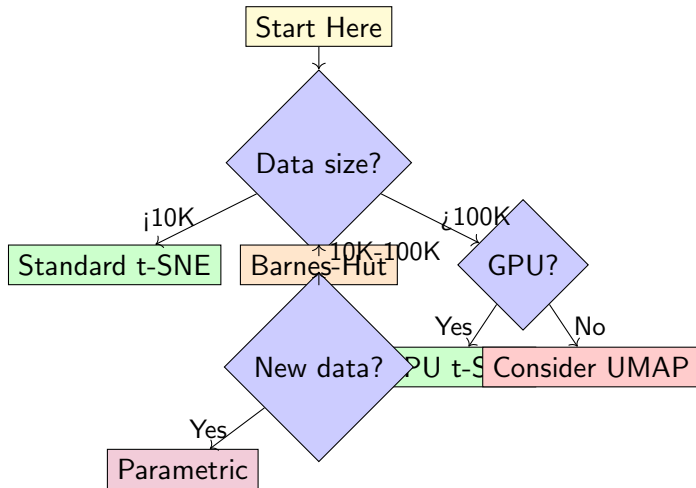 Start Here
Data size?
¡10K
¿100K
10K-100K
Standard t-SNE
Barnes-Hut
GPU?
Yes
No
New data?
PU t-S
Consider UMAP
Yes
Parametric